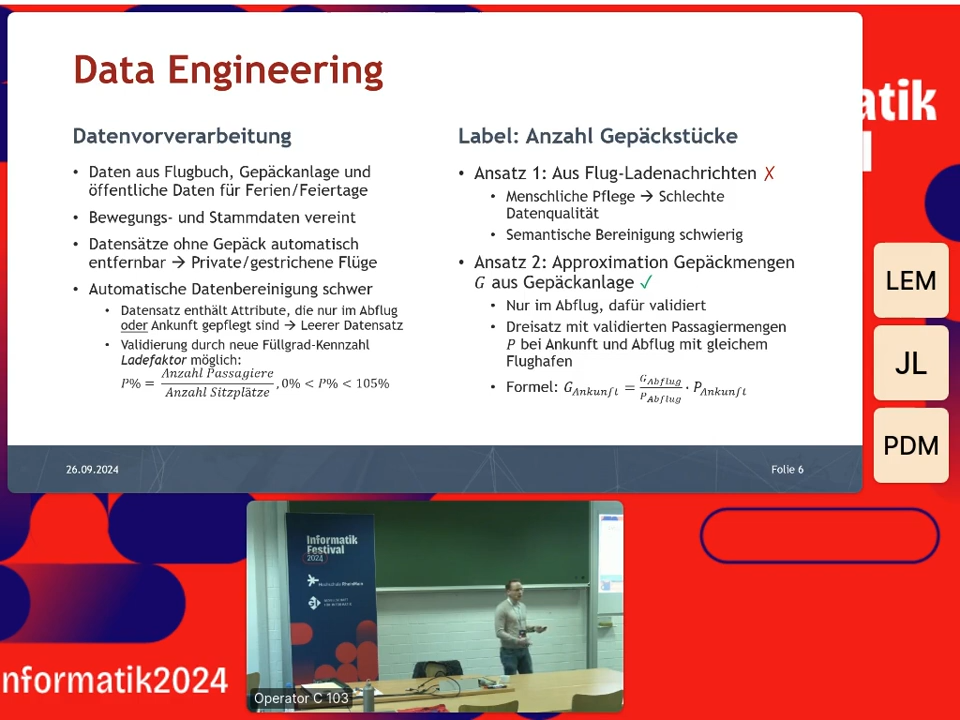 Data Engineering
Datenvorverarbeitung
• Daten aus Flugbuch, Gepäckanlage und
öffentliche Daten für Ferien/Feiertage
• Bewegungs- und Stammdaten vereint
• Datensätze ohne Gepäck automatisch
entfernbar → Private/gestrichene Flüge
• Automatische Datenbereinigung schwer
• Datensatz enthält Attribute, die nur im Abflug
oder Ankunft gepflegt sind → Leerer Datensatz
• Validierung durch neue Füllgrad-Kennzahl
Ladefaktor möglich:
P% = Anzahl Passagiere / Anzahl Sitzplätze , 0% < P% < 105%
Label: Anzahl Gepäckstücke
• Ansatz 1: Aus Flug-Ladenachrichten ✗
• Menschliche Pflege → Schlechte
Datenqualität
• Semantische Bereinigung schwierig
• Ansatz 2: Approximation Gepäckmengen
G aus Gepäckanlage ✓
• Nur im Abflug, dafür validiert
• Dreisatz mit validierten Passagiermengen
P bei Ankunft und Abflug mit gleichem
Flughafen
• Formel: G_Ankunft = G_Abflug / P_Abflug · P_Ankunft
26.09.2024
Folie 6
atik
l
LEM
JL
PDM
Informatik
Festival
2024
Hochschule RheinMain
nformatik2024
Operator C 103